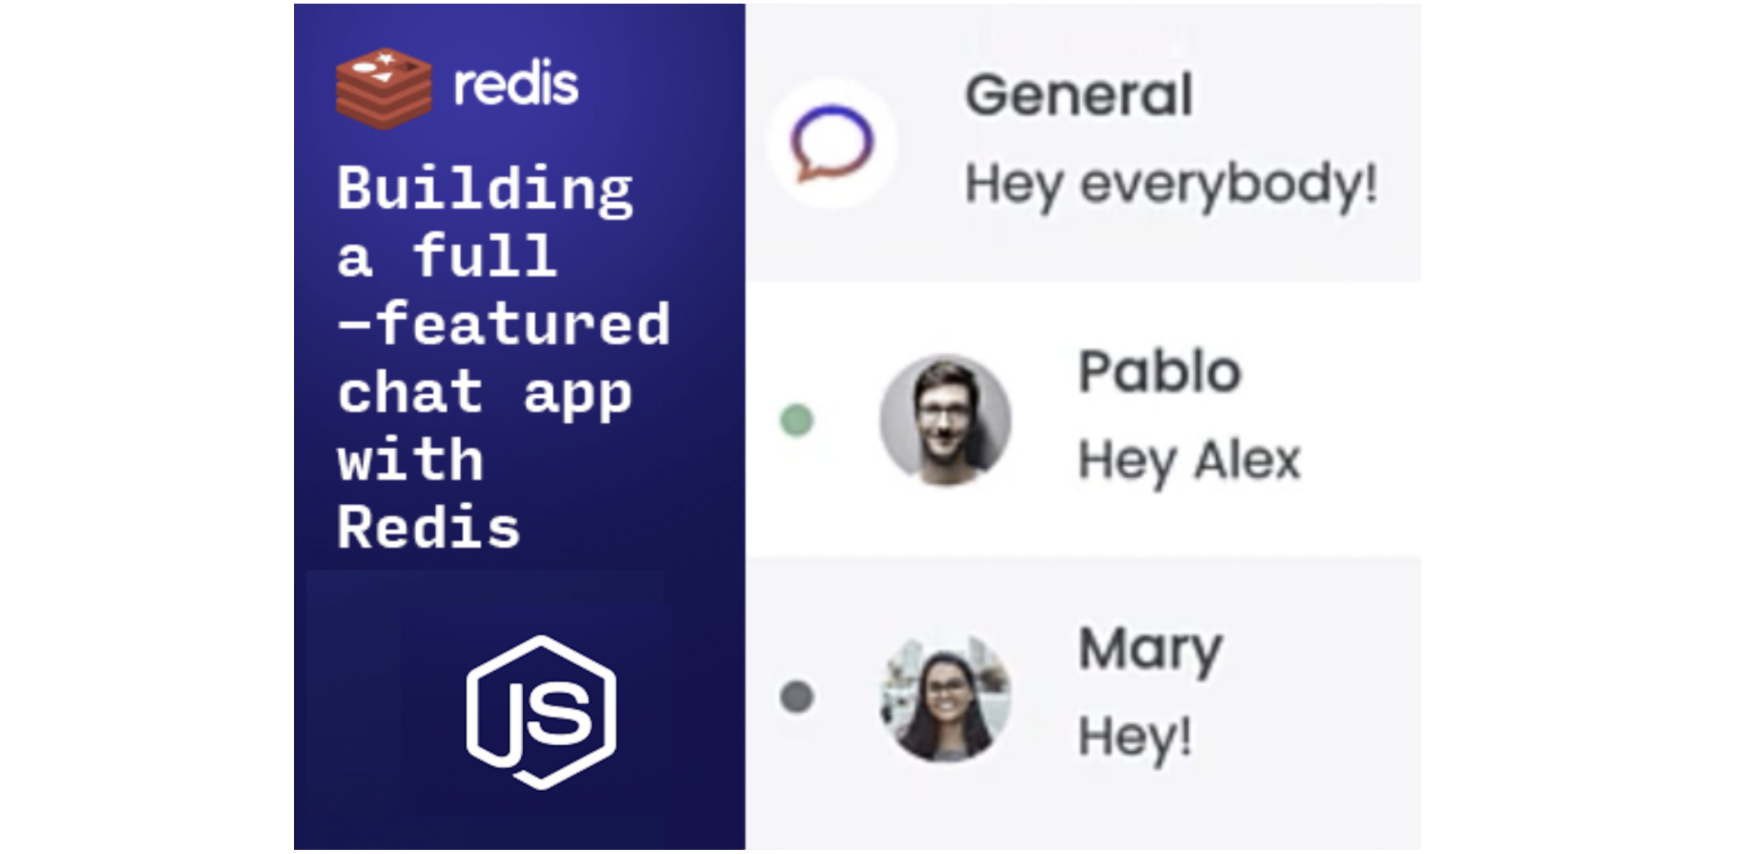 redis
Building
a full
–featured
chat app
with
Redis
JS
General
Hey everybody!
Pablo
Hey Alex
Mary
Hey!